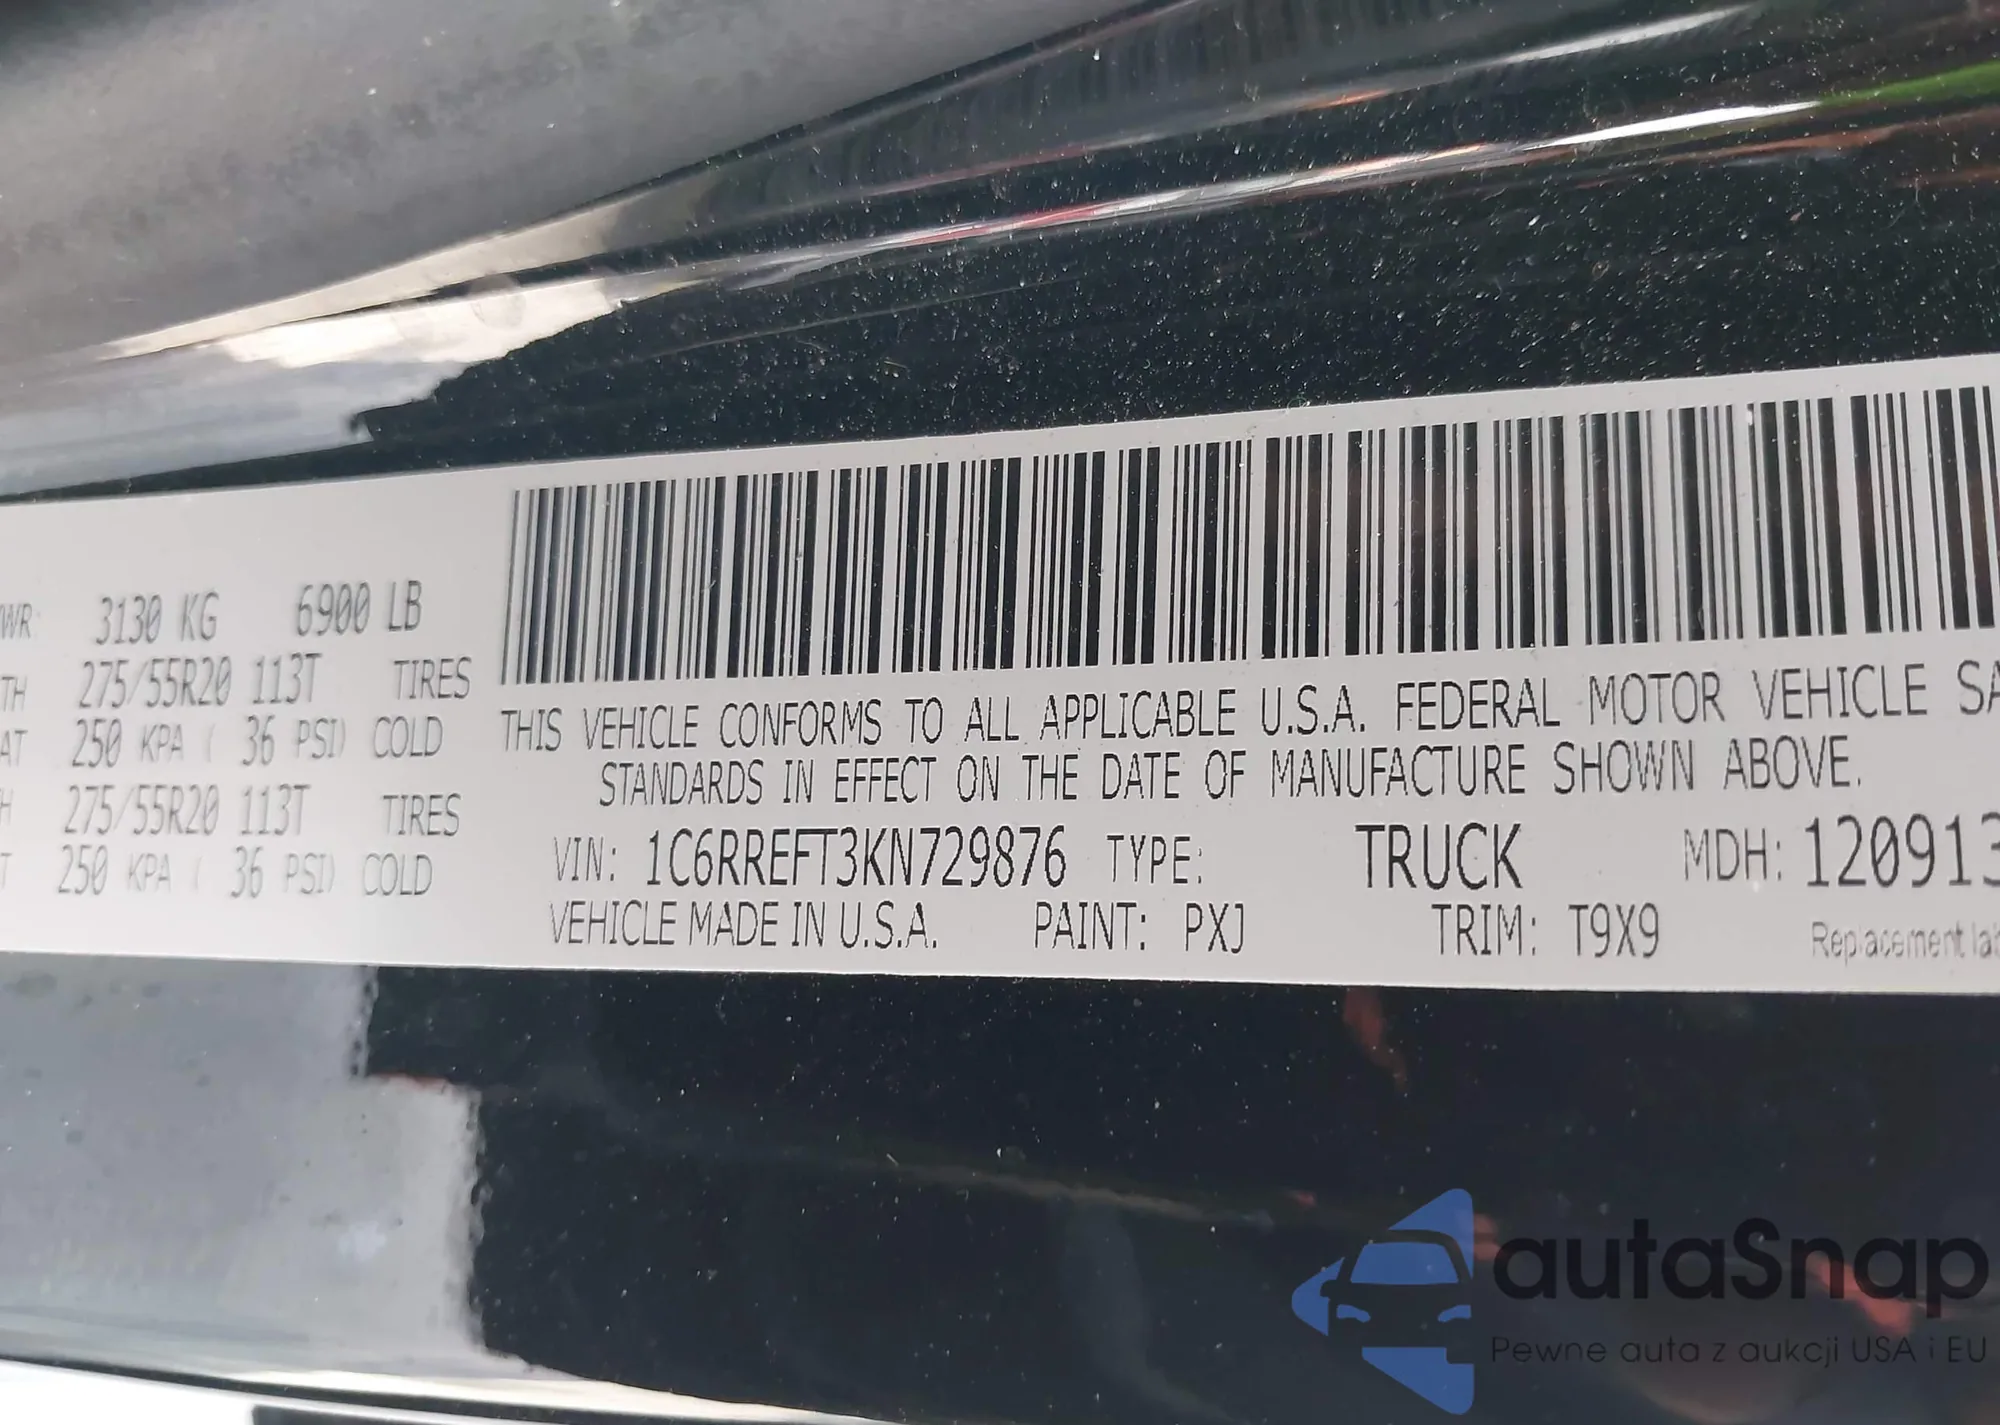 WR: 3130 KG 6900 LB
TH 275/55R20 113T TIRES
AT 250 KPA ( 36 PSI) COLD
H 275/55R20 113T TIRES
T 250 KPA ( 36 PSI) COLD
THIS VEHICLE CONFORMS TO ALL APPLICABLE U.S.A. FEDERAL MOTOR VEHICLE SA
STANDARDS IN EFFECT ON THE DATE OF MANUFACTURE SHOWN ABOVE.
VIN: 1C6RREFT3KN729876 TYPE: TRUCK MDH: 120913
VEHICLE MADE IN U.S.A. PAINT: PXJ TRIM: T9X9
Replacement lab
autaSnap
Pewne auta z aukcji USA i EU